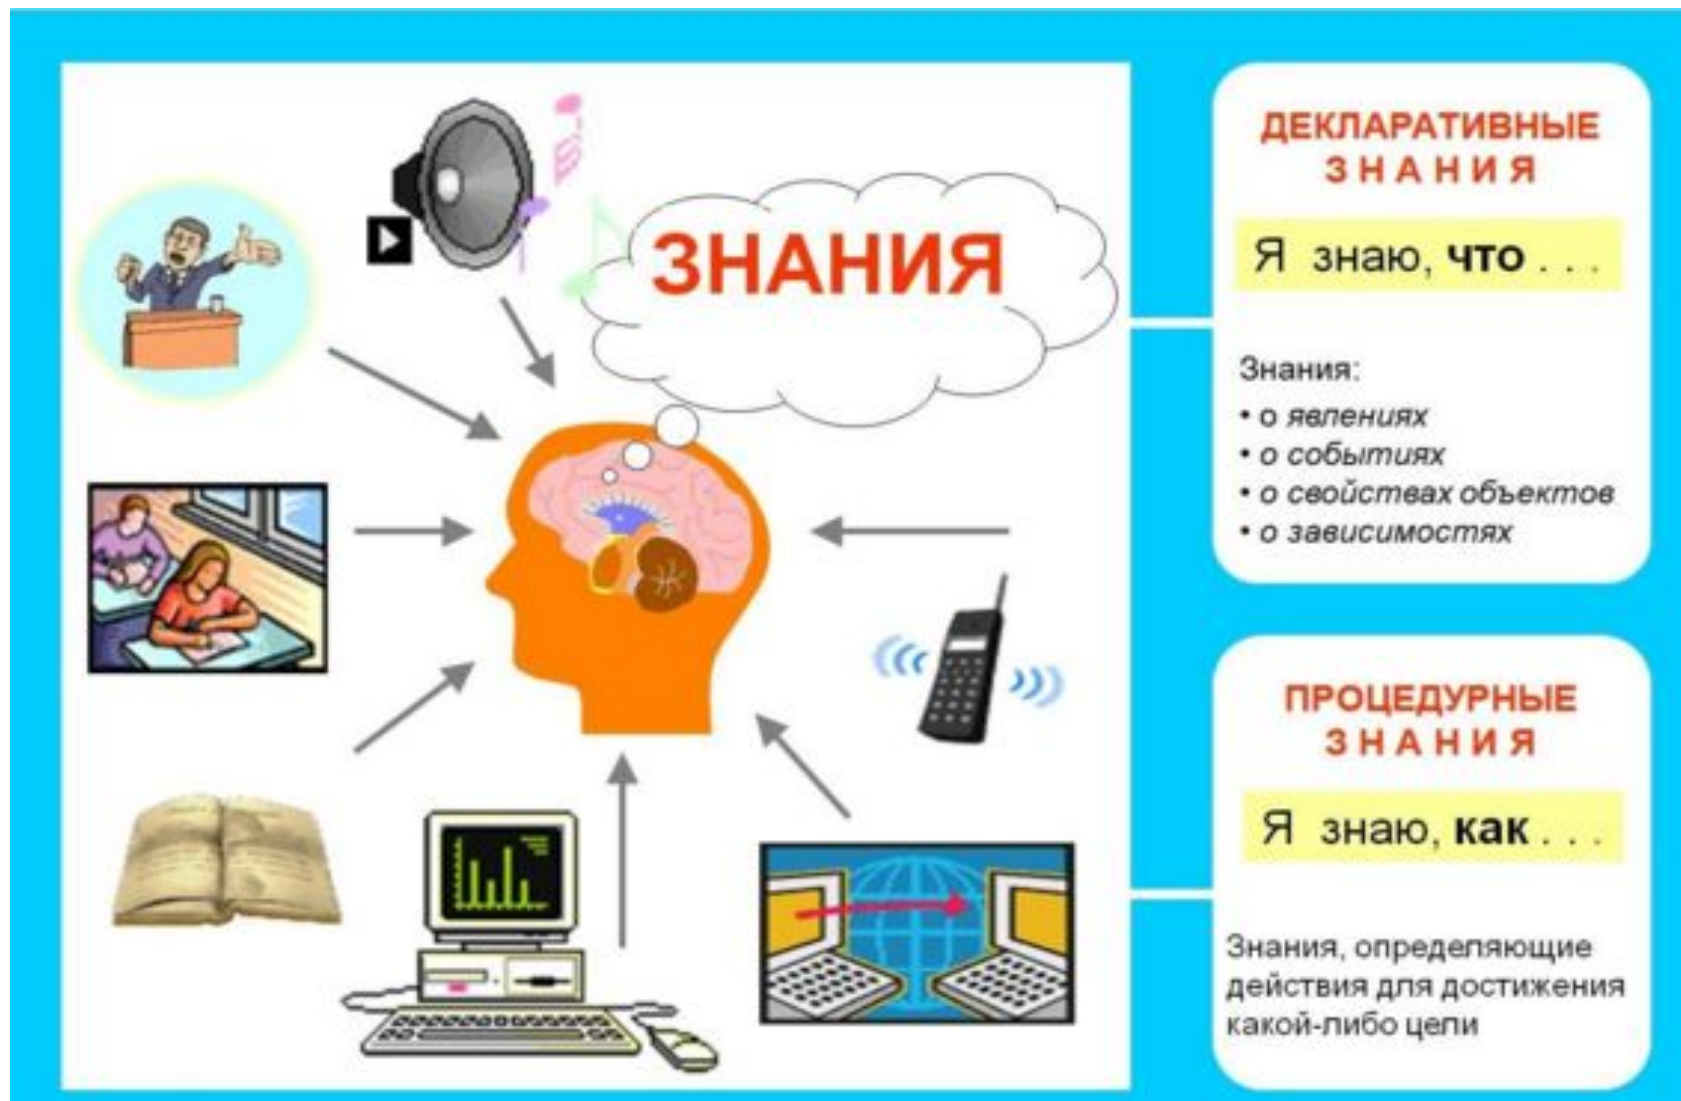 ЗНАНИЯ
ДЕКЛАРАТИВНЫЕ
ЗНАНИЯ
Я знаю, что . . .
Знания:
• о явлениях
• о событиях
• о свойствах объектов
• о зависимостях
ПРОЦЕДУРНЫЕ
ЗНАНИЯ
Я знаю, как . . .
Знания, определяющие
действия для достижения
какой-либо цели